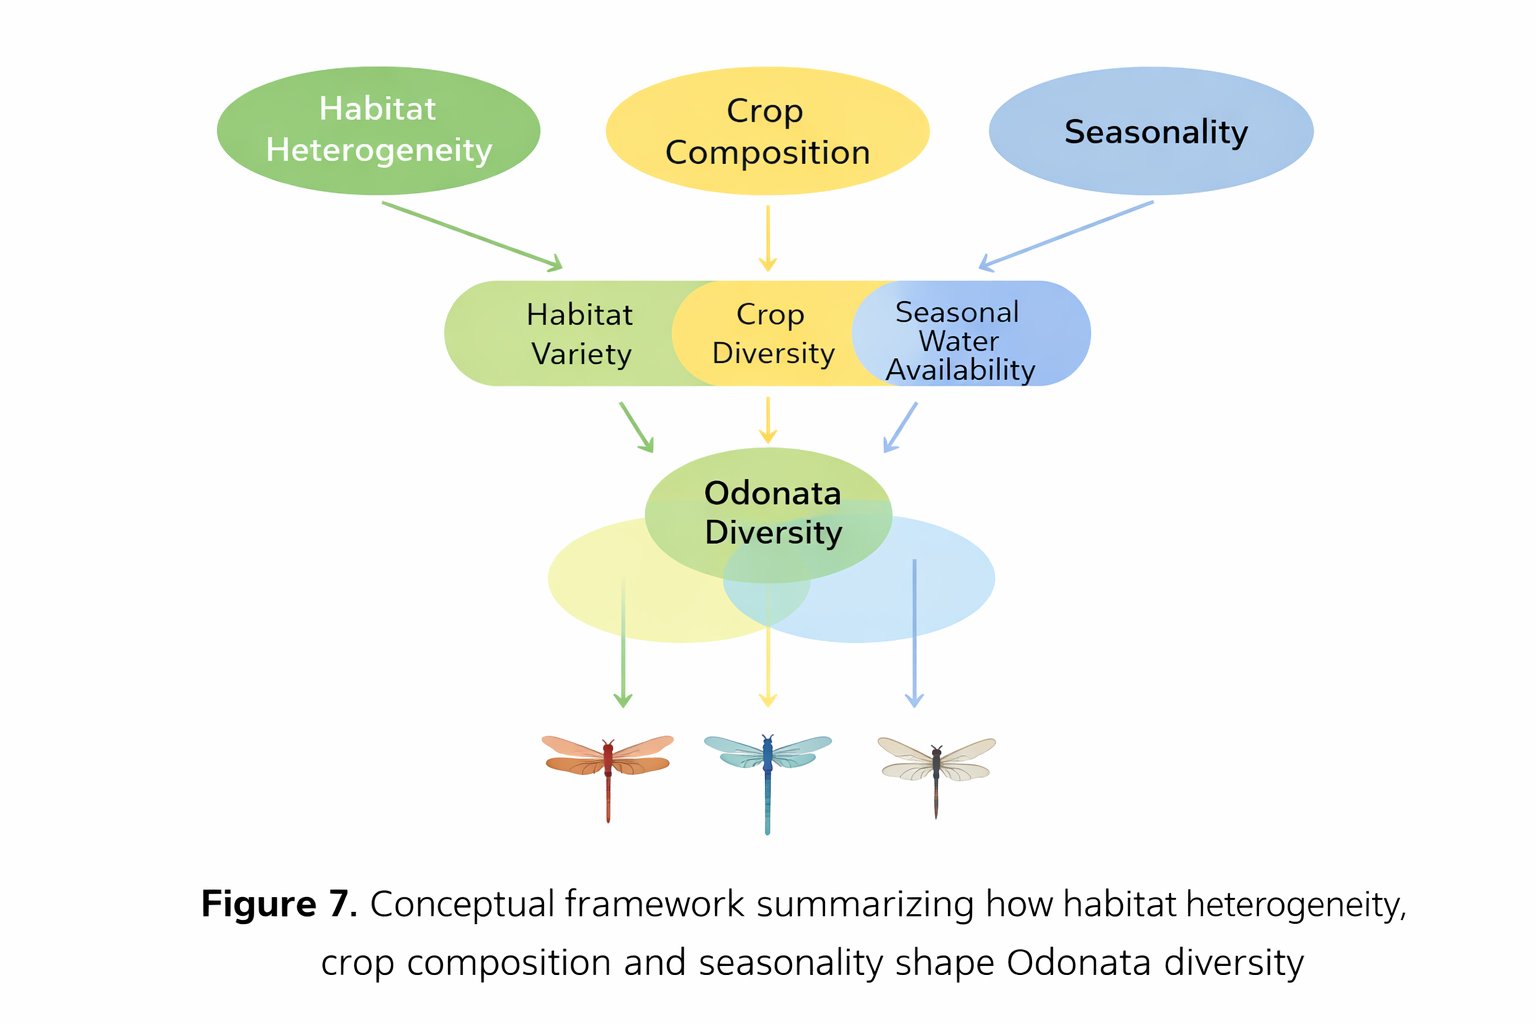 Habitat
Heterogeneity
Crop
Composition
Seasonality
Habitat
Variety
Crop
Diversity
Seasonal
Water
Availability
Odonata
Diversity
Figure 7. Conceptual framework summarizing how habitat heterogeneity,
crop composition and seasonality shape Odonata diversity